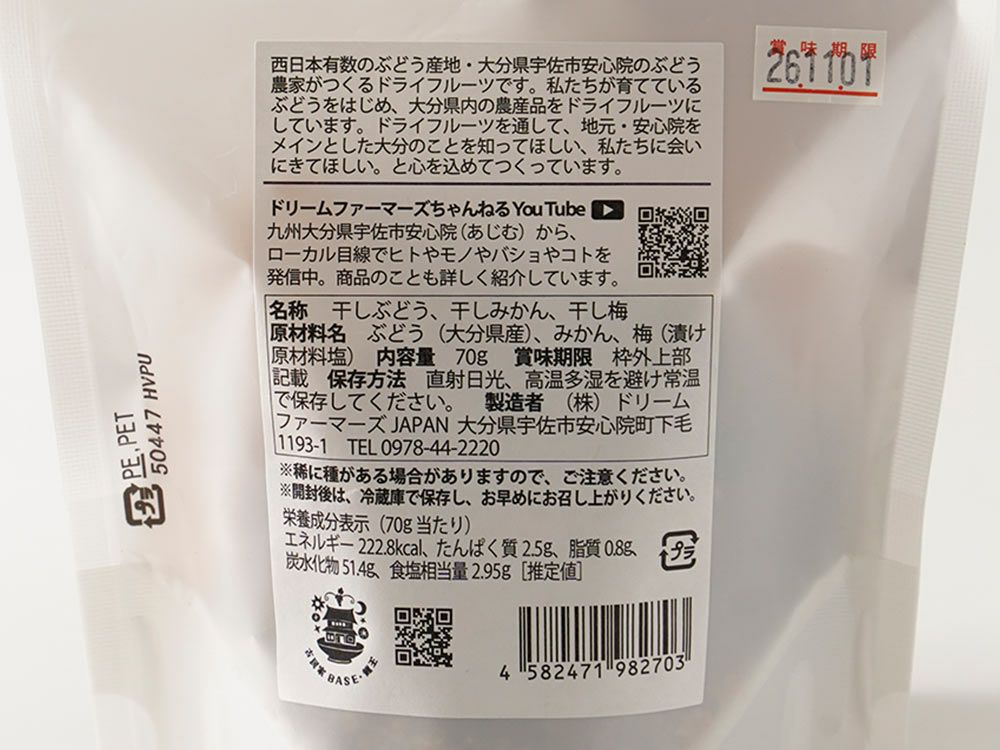 賞味期限
261101
西日本有数のぶどう産地・大分県宇佐市安心院のぶどう
農家がつくるドライフルーツです。私たちが育てている
ぶどうをはじめ、大分県内の農産品をドライフルーツに
しています。ドライフルーツを通して、地元・安心院を
メインとした大分のことを知ってほしい、私たちに会い
にきてほしい。と心を込めてつくっています。
ドリームファーマーズちゃんねる YouTube
九州大分県宇佐市安心院（あじむ）から、
ローカル目線でヒトやモノやバショやコトを
発信中。商品のことも詳しく紹介しています。
名称 干しぶどう、干しみかん、干し梅
原材料名 ぶどう（大分県産）、みかん、梅（漬け
原材料塩） 内容量 70g 賞味期限 枠外上部
記載 保存方法 直射日光、高温多湿を避け常温
で保存してください。 製造者 （株）ドリーム
ファーマーズ JAPAN 大分県宇佐市安心院町下毛
1193-1 TEL 0978-44-2220
※稀に種がある場合がありますので、ご注意ください。
※開封後は、冷蔵庫で保存し、お早めにお召し上がりください。
栄養成分表示（70g 当たり）
エネルギー 222.8kcal、たんぱく質 2.5g、脂質 0.8g、
炭水化物 51.4g、食塩相当量 2.95g［推定値］
プラ
古民家 BASE・蔵王
4 582471 982703
プラ PE, PET
50447 HVPU